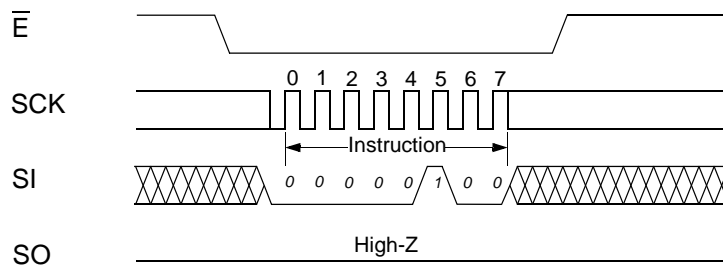 E̅
SCK 0 1 2 3 4 5 6 7
Instruction
SI 0 0 0 0 0 1 0 0
High-Z
SO